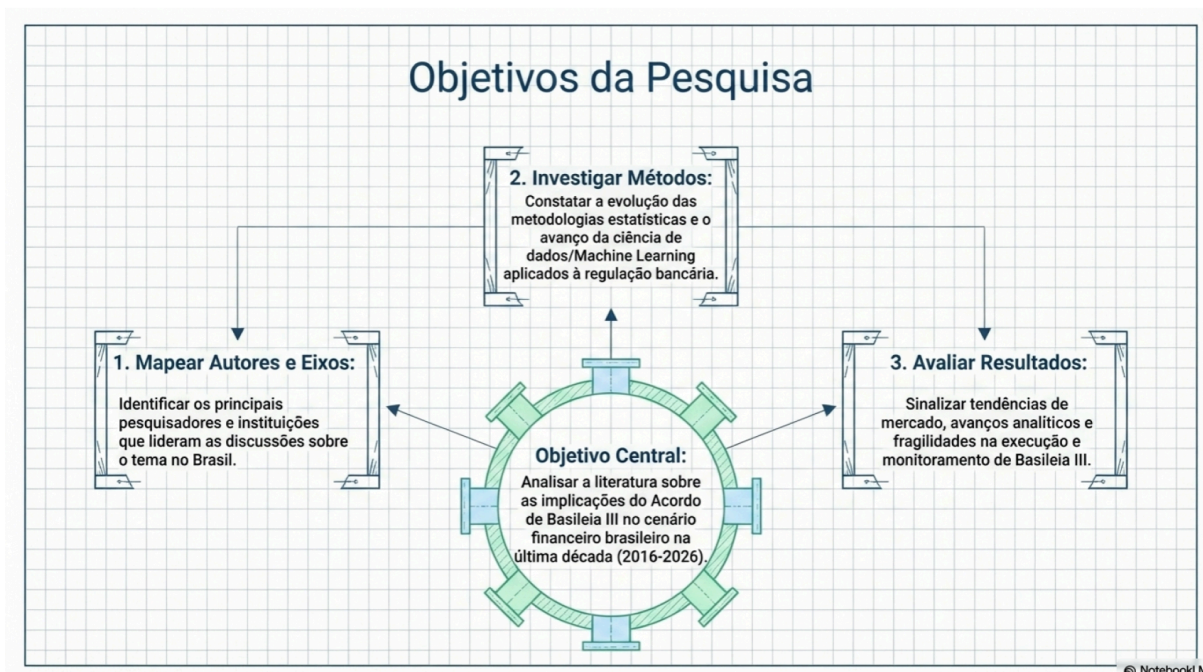 Objetivos da Pesquisa
2. Investigar Métodos:
Constatar a evolução das
metodologias estatísticas e o
avanço da ciência de
dados/Machine Learning
aplicados à regulação bancária.
1. Mapear Autores e Eixos:
Identificar os principais
pesquisadores e instituições
que lideram as discussões sobre
o tema no Brasil.
3. Avaliar Resultados:
Sinalizar tendências de
mercado, avanços analíticos e
fragilidades na execução e
monitoramento de Basileia III.
Objetivo Central:
Analisar a literatura sobre
as implicações do Acordo
de Basileia III no cenário
financeiro brasileiro na
última década (2016-2026).